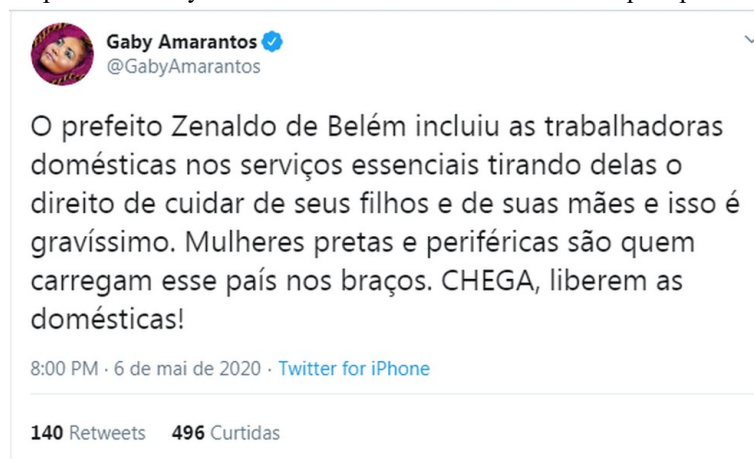 Gaby Amarantos
@GabyAmarantos
O prefeito Zenaldo de Belém incluiu as trabalhadoras
domésticas nos serviços essenciais tirando delas o
direito de cuidar de seus filhos e de suas mães e isso é
gravíssimo. Mulheres pretas e periféricas são quem
carregam esse país nos braços. CHEGA, liberem as
domésticas!
8:00 PM · 6 de mai de 2020 · Twitter for iPhone
140 Retweets 496 Curtidas